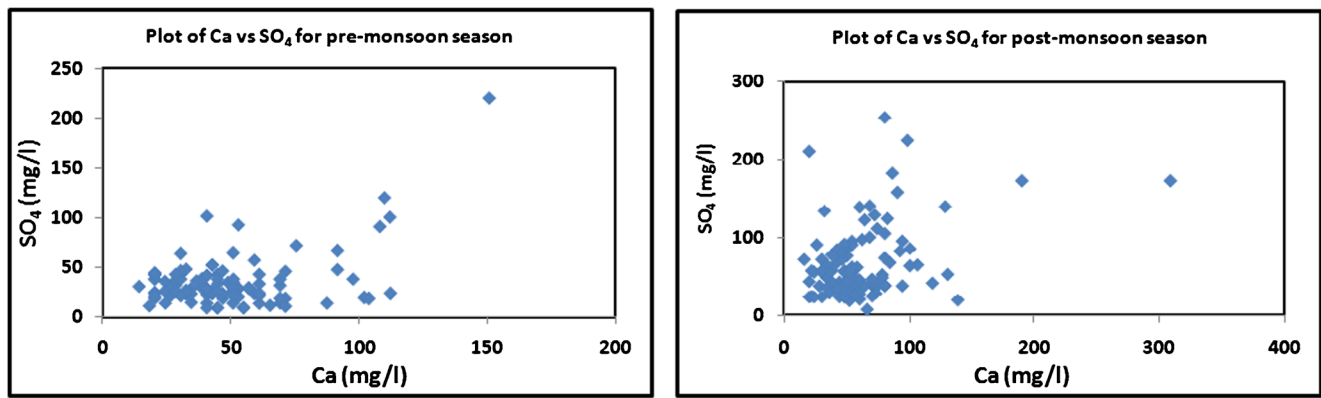 Plot of Ca vs SO₄ for pre-monsoon season
250
200
150
100
50
0
SO₄ (mg/l)
0 50 100 150 200
Ca (mg/l)
Plot of Ca vs SO₄ for post-monsoon season
300
200
100
0
SO₄ (mg/l)
0 100 200 300 400
Ca (mg/l)